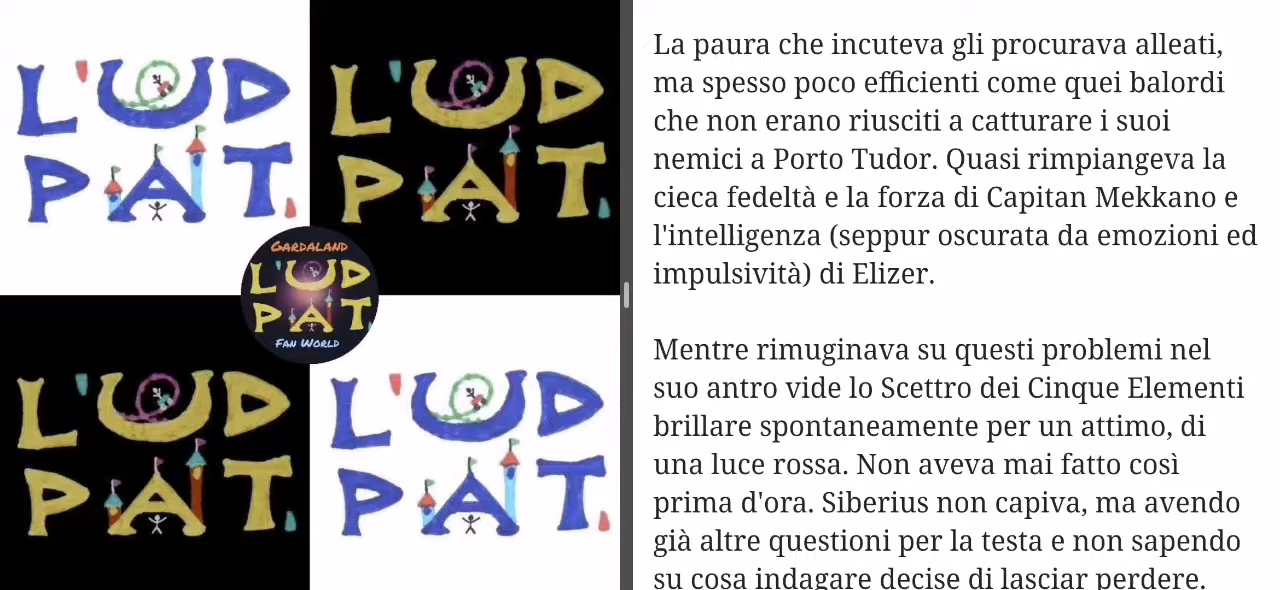 L'UD
PAT.
L'UD
PAT.
GARDALAND
L'UD
PAT.
FAN WORLD
L'UD
PAT.
L'UD
PAT.
La paura che incuteva gli procurava alleati,
ma spesso poco efficienti come quei balordi
che non erano riusciti a catturare i suoi
nemici a Porto Tudor. Quasi rimpiangeva la
cieca fedeltà e la forza di Capitan Mekkano e
l'intelligenza (seppur oscurata da emozioni ed
impulsività) di Elizer.
Mentre rimuginava su questi problemi nel
suo antro vide lo Scettro dei Cinque Elementi
brillare spontaneamente per un attimo, di
una luce rossa. Non aveva mai fatto così
prima d'ora. Siberius non capiva, ma avendo
già altre questioni per la testa e non sapendo
su cosa indagare decise di lasciar perdere.